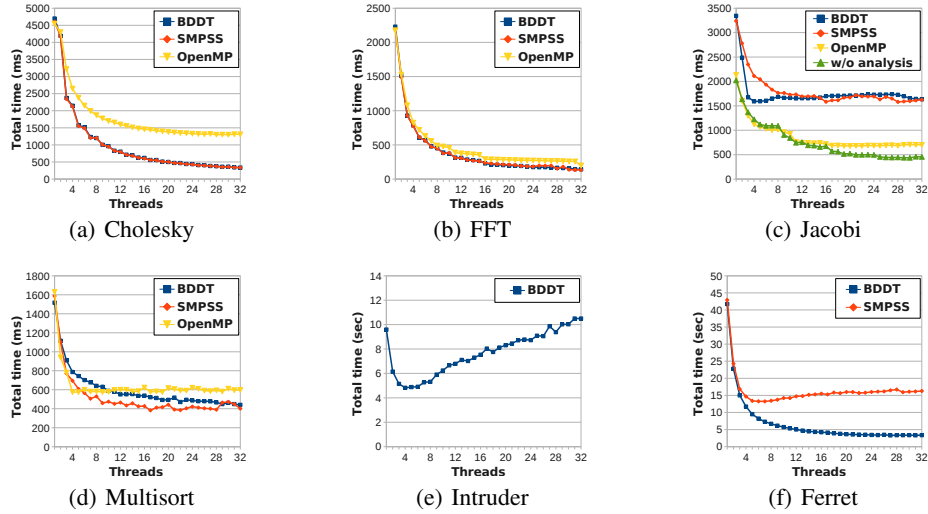 5000
4500
4000
3500
3000
2500
2000
1500
1000
500
0
Total time (ms)
BDDT
SMPSS
OpenMP
4 8 12 16 20 24 28 32
Threads
(a) Cholesky
2500
2000
1500
1000
500
0
Total time (ms)
BDDT
SMPSS
OpenMP
4 8 12 16 20 24 28 32
Threads
(b) FFT
3500
3000
2500
2000
1500
1000
500
0
Total time (ms)
BDDT
SMPSS
OpenMP
w/o analysis
4 8 12 16 20 24 28 32
Threads
(c) Jacobi
1800
1600
1400
1200
1000
800
600
400
200
0
Total time (ms)
BDDT
SMPSS
OpenMP
4 8 12 16 20 24 28 32
Threads
(d) Multisort
14
12
10
8
6
4
2
0
Total time (sec)
BDDT
4 8 12 16 20 24 28 32
Threads
(e) Intruder
50
45
40
35
30
25
20
15
10
5
0
Total time (sec)
BDDT
SMPSS
4 8 12 16 20 24 28 32
Threads
(f) Ferret